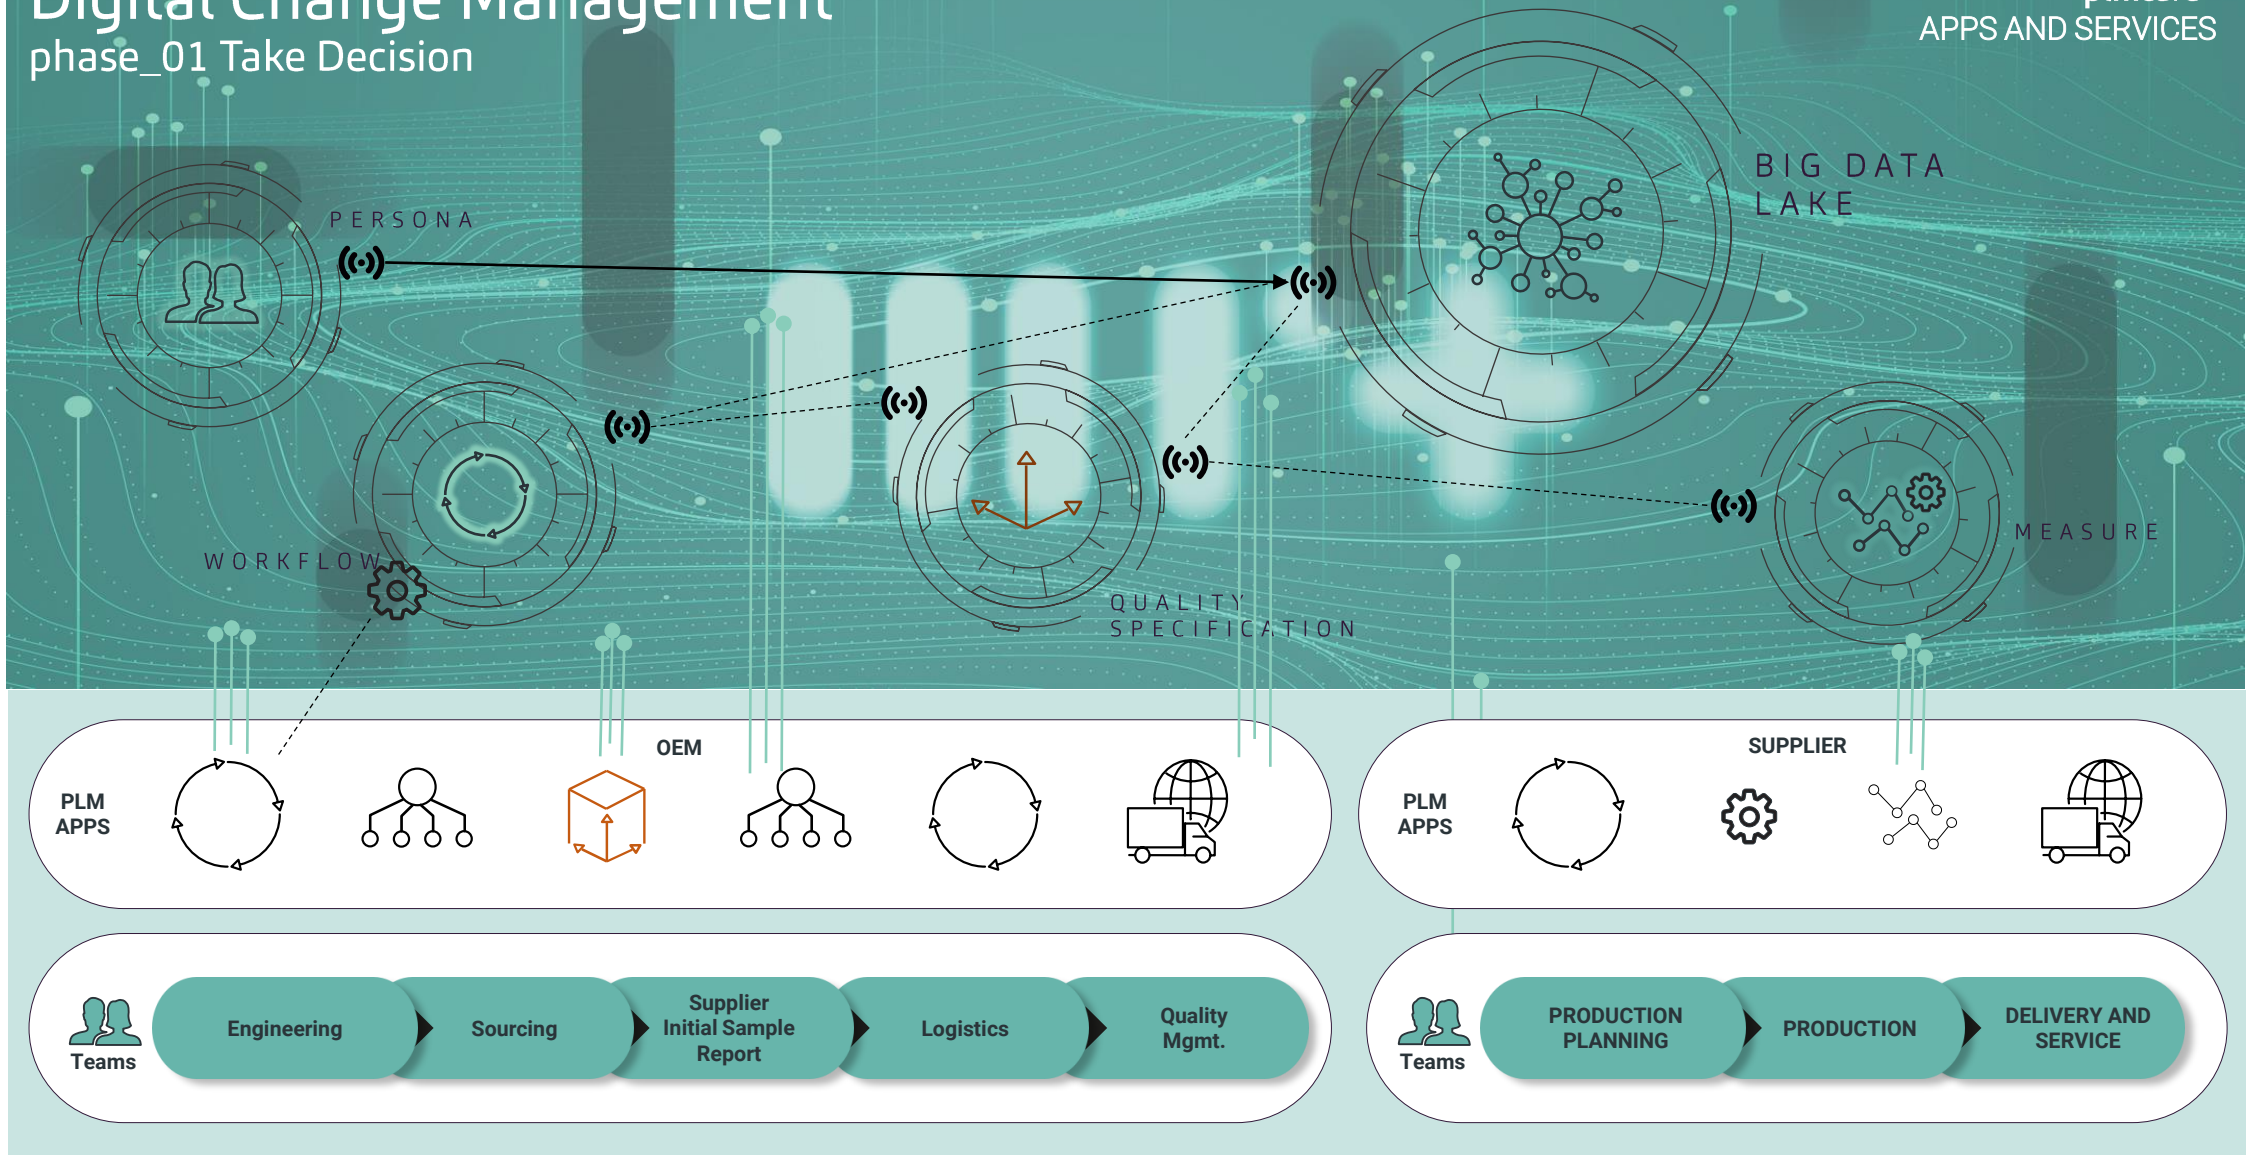 Digital Change Management
phase_01 Take Decision
APPS AND SERVICES
PERSONA
BIG DATA
LAKE
WORKFLOW
QUALITY
SPECIFICATION
MEASURE
OEM
PLM
APPS
SUPPLIER
PLM
APPS
Teams
Engineering
Sourcing
Supplier
Initial Sample
Report
Logistics
Quality
Mgmt.
Teams
PRODUCTION
PLANNING
PRODUCTION
DELIVERY AND
SERVICE